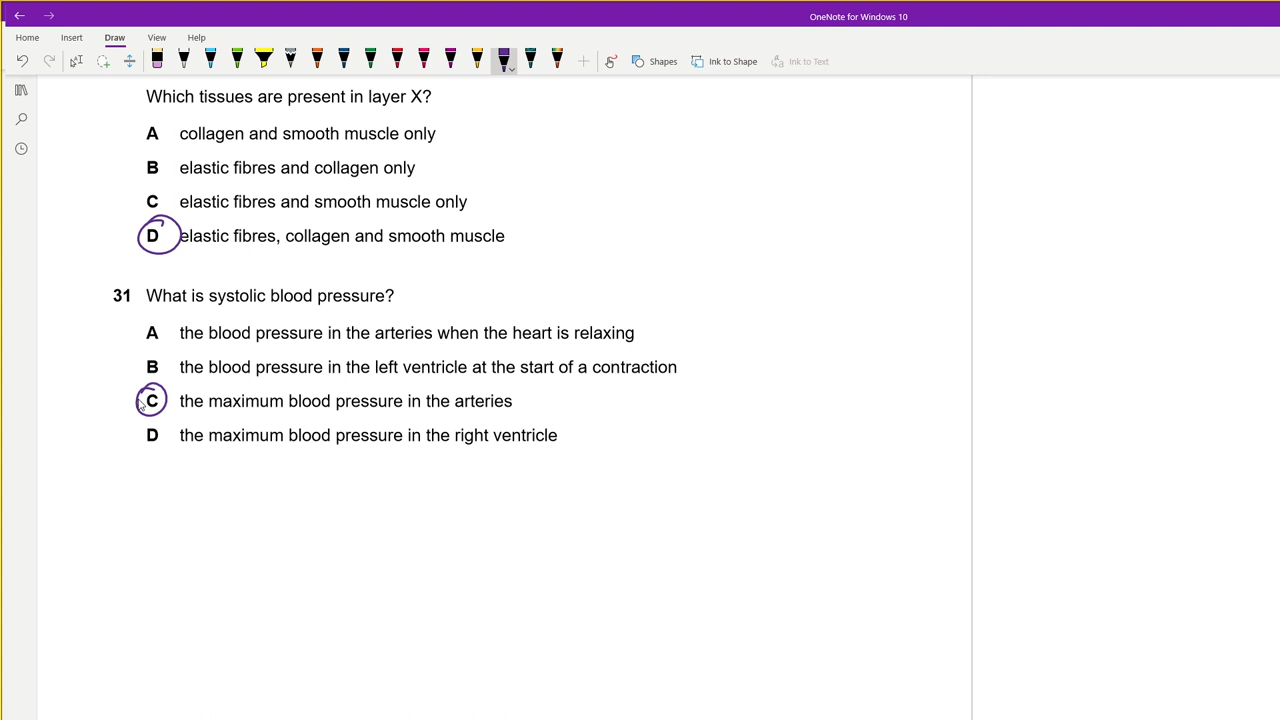 OneNote for Windows 10
Home Insert Draw View Help
Shapes Ink to Shape Ink to Text
Which tissues are present in layer X?
A collagen and smooth muscle only
B elastic fibres and collagen only
C elastic fibres and smooth muscle only
D elastic fibres, collagen and smooth muscle
31 What is systolic blood pressure?
A the blood pressure in the arteries when the heart is relaxing
B the blood pressure in the left ventricle at the start of a contraction
C the maximum blood pressure in the arteries
D the maximum blood pressure in the right ventricle